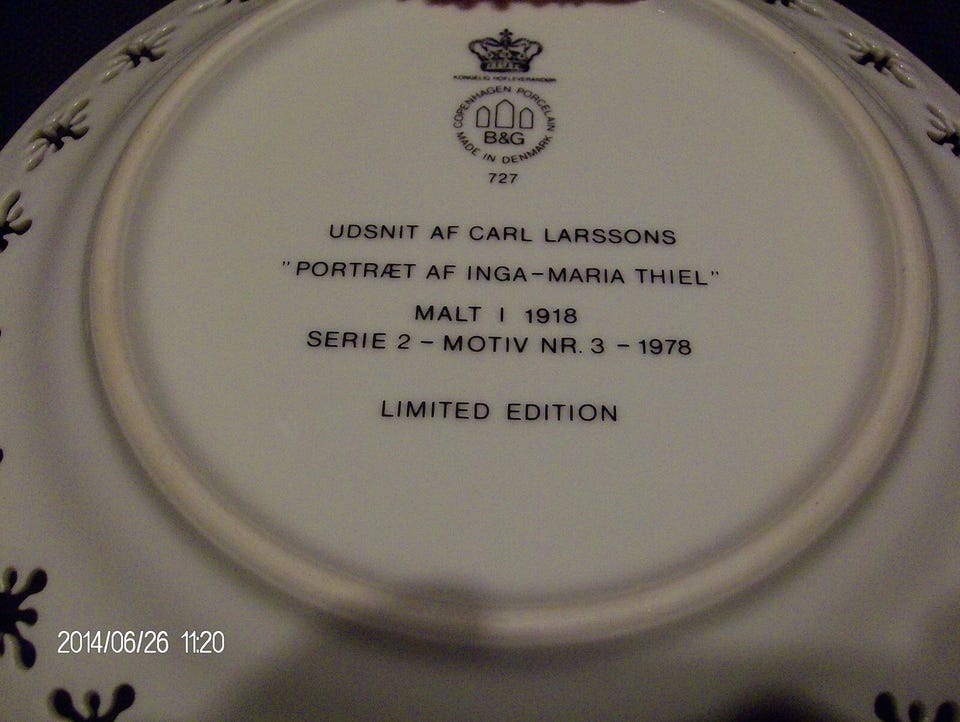 KONGELIG HOFLEVERANDØR
COPENHAGEN PORCELAIN
B&G
MADE IN DENMARK
727
UDSNIT AF CARL LARSSONS
"PORTRÆT AF INGA-MARIA THIEL"
MALT I 1918
SERIE 2 - MOTIV NR. 3 - 1978
LIMITED EDITION
2014/06/26 11:20